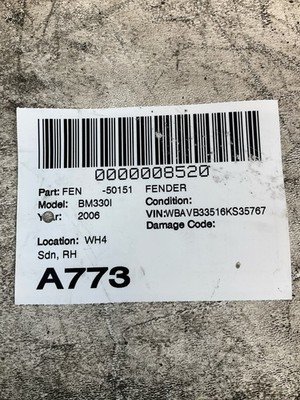 0000008520
Part: FEN -50151 FENDER
Model: BM330I Condition:
Year: 2006 VIN:WBAVB33516KS35767
Damage Code:
Location: WH4
Sdn, RH
A773